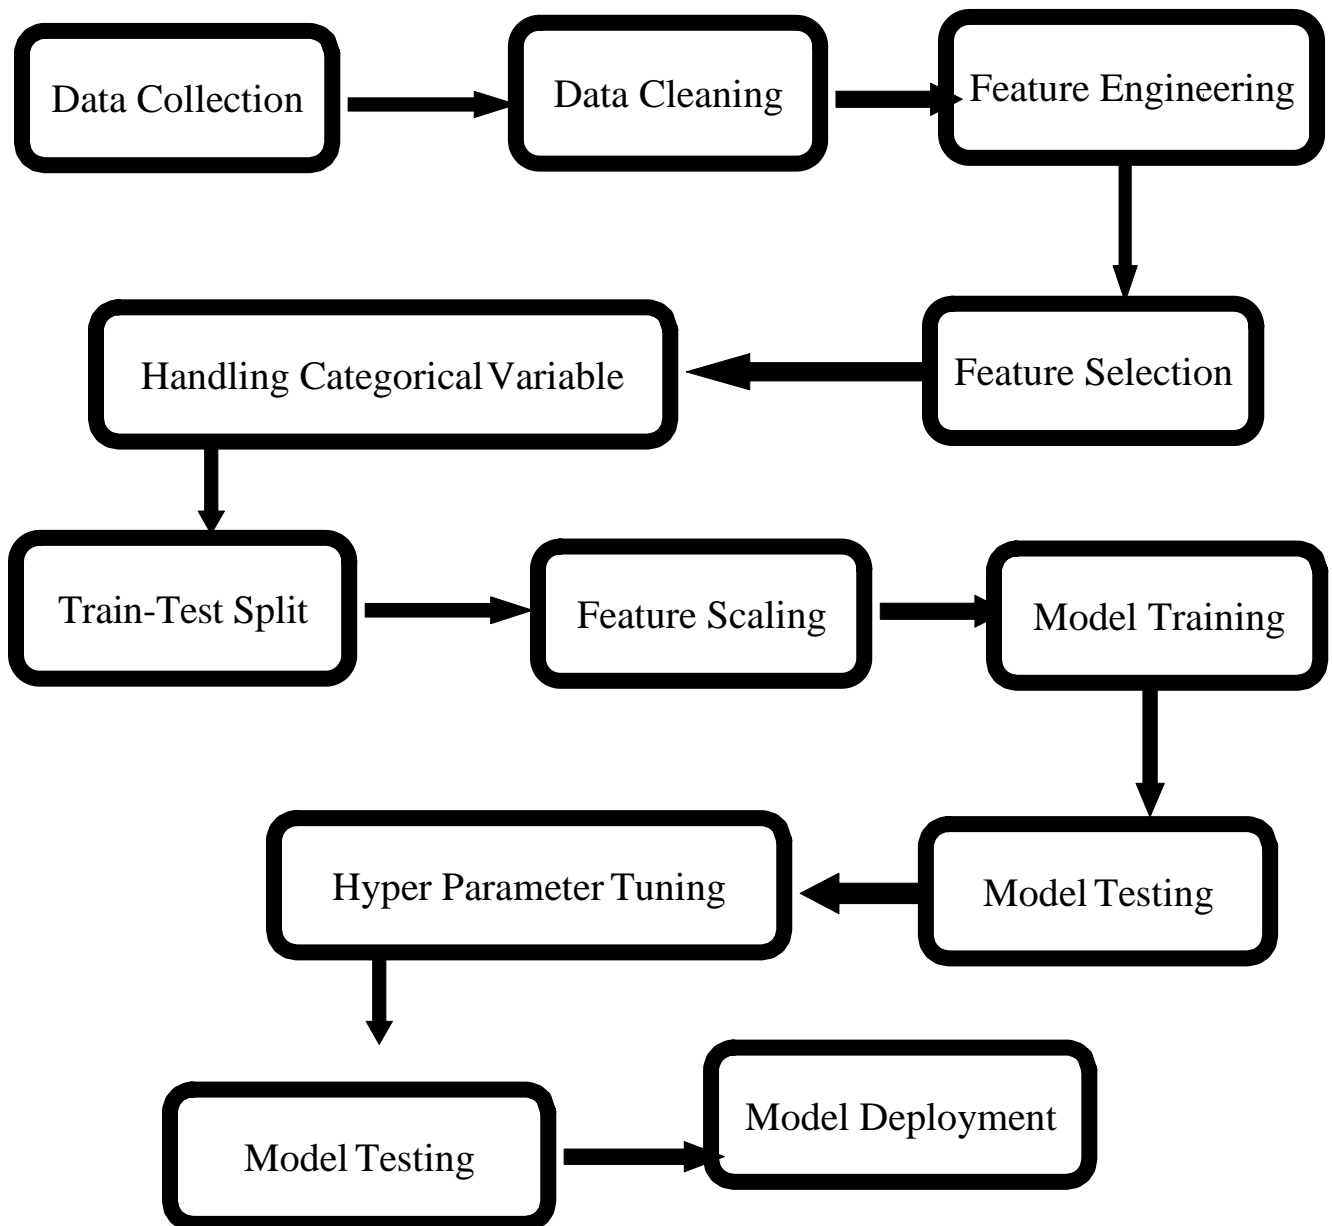 Data Collection
Data Cleaning
Feature Engineering
Feature Selection
Handling Categorical Variable
Train-Test Split
Feature Scaling
Model Training
Model Testing
Hyper Parameter Tuning
Model Testing
Model Deployment